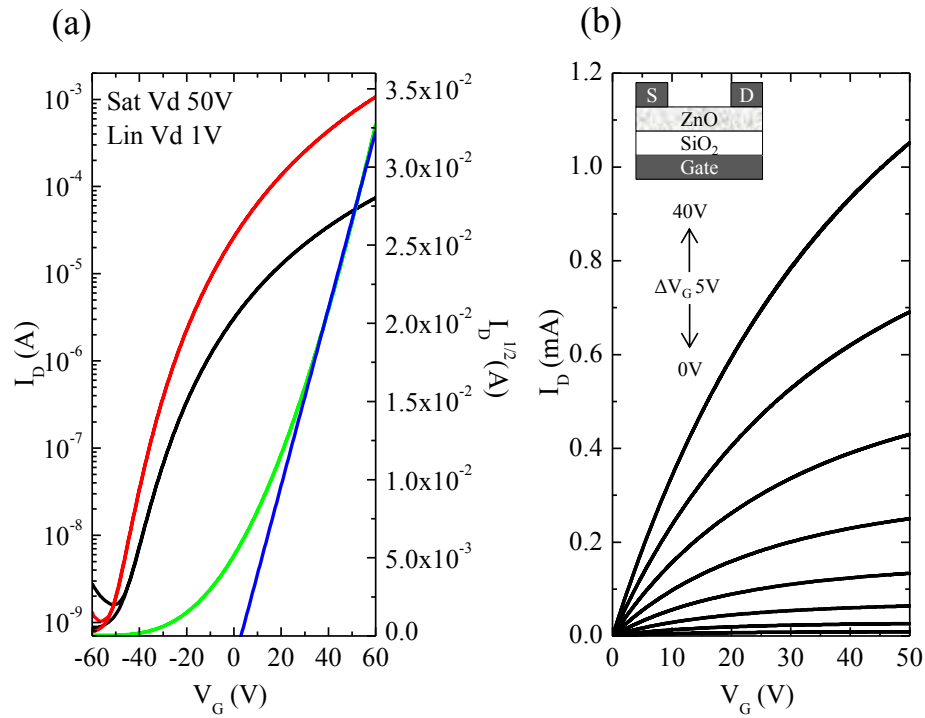 (a)
Sat Vd 50V
Lin Vd 1V
10⁻³
10⁻⁴
10⁻⁵
10⁻⁶
10⁻⁷
10⁻⁸
10⁻⁹
I_D (A)
3.5x10⁻²
3.0x10⁻²
2.5x10⁻²
2.0x10⁻²
1.5x10⁻²
1.0x10⁻²
5.0x10⁻³
0.0
I_D^1/2(A)
-60 -40 -20 0 20 40 60
V_G (V)
(b)
1.2
1.0
0.8
0.6
0.4
0.2
0.0
I_D (mA)
S D
ZnO
SiO₂
Gate
40V
ΔV_G 5V
0V
0 10 20 30 40 50
V_G (V)